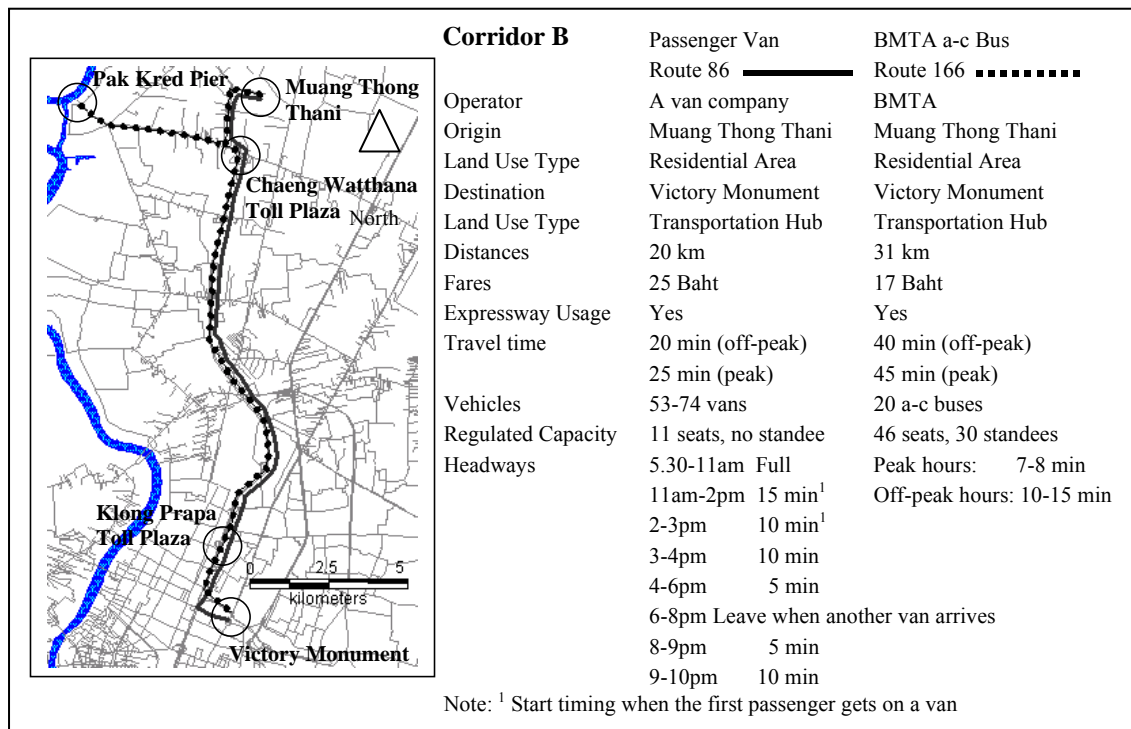 Corridor B Passenger Van BMTA a-c Bus
Route 86 Route 166
Operator A van company BMTA
Origin Muang Thong Thani Muang Thong Thani
Land Use Type Residential Area Residential Area
Destination Victory Monument Victory Monument
Land Use Type Transportation Hub Transportation Hub
Distances 20 km 31 km
Fares 25 Baht 17 Baht
Expressway Usage Yes Yes
Travel time 20 min (off-peak) 40 min (off-peak)
25 min (peak) 45 min (peak)
Vehicles 53-74 vans 20 a-c buses
Regulated Capacity 11 seats, no standee 46 seats, 30 standees
Headways 5.30-11am Full Peak hours: 7-8 min
11am-2pm 15 min¹ Off-peak hours: 10-15 min
2-3pm 10 min¹
3-4pm 10 min
4-6pm 5 min
6-8pm Leave when another van arrives
8-9pm 5 min
9-10pm 10 min
Note: ¹ Start timing when the first passenger gets on a van
Pak Kred Pier
Muang Thong
Thani
Chaeng Watthana
Toll Plaza
North
Klong Prapa
Toll Plaza
0 2.5 5
kilometers
Victory Monument